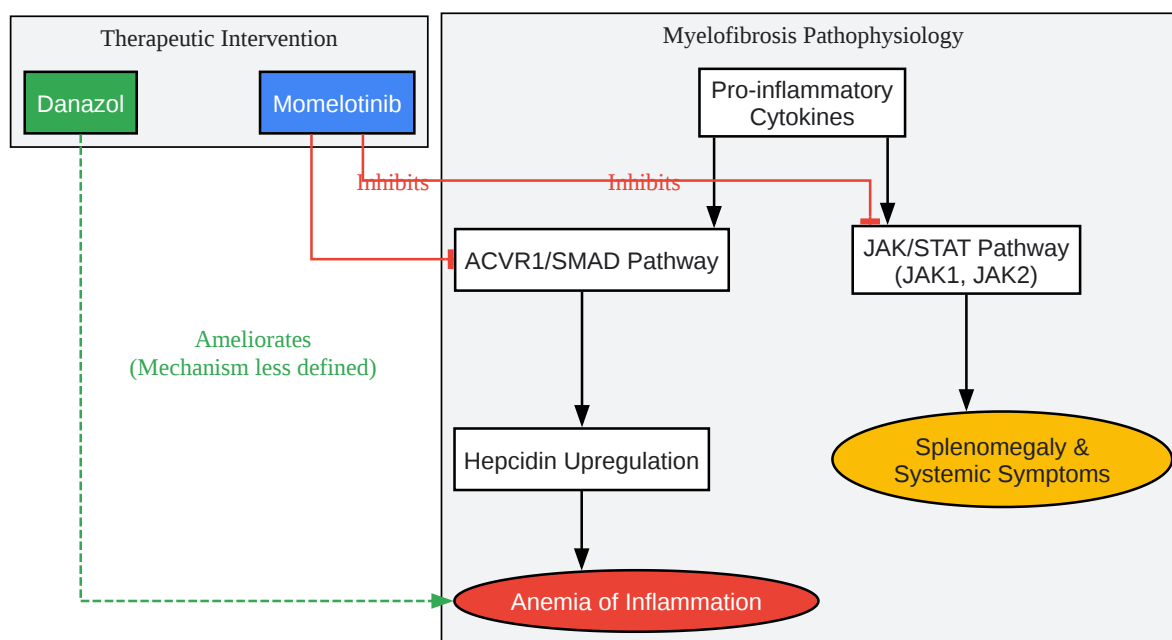 Therapeutic Intervention
Danazol
Momelotinib
Myelofibrosis Pathophysiology
Pro-inflammatory
Cytokines
Inhibits
Inhibits
ACVR1/SMAD Pathway
JAK/STAT Pathway
(JAK1, JAK2)
Ameliorates
(Mechanism less defined)
Hepcidin Upregulation
Splenomegaly &
Systemic Symptoms
Anemia of Inflammation